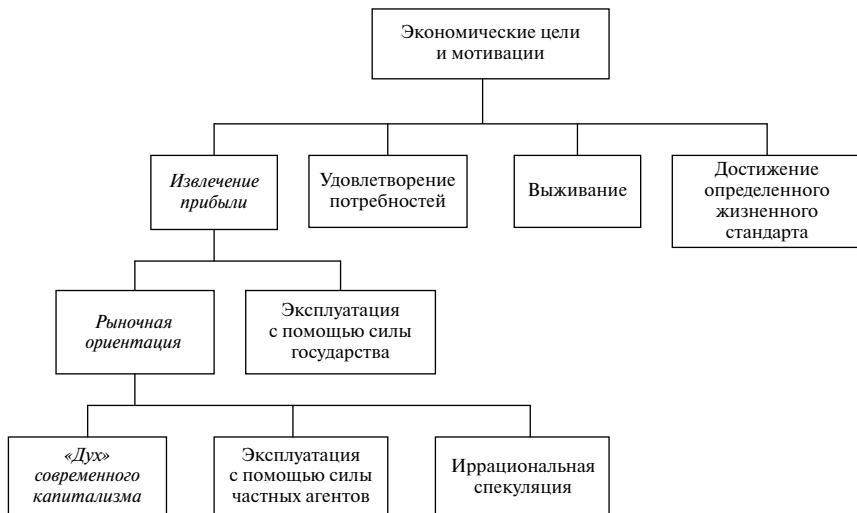 Экономические цели
и мотивации
Извлечение
прибыли
Удовлетворение
потребностей
Выживание
Достижение
определенного
жизненного
стандарта
Рыночная
ориентация
Эксплуатация
с помощью силы
государства
«Дух»
современного
капитализма
Эксплуатация
с помощью силы
частных агентов
Иррациональная
спекуляция